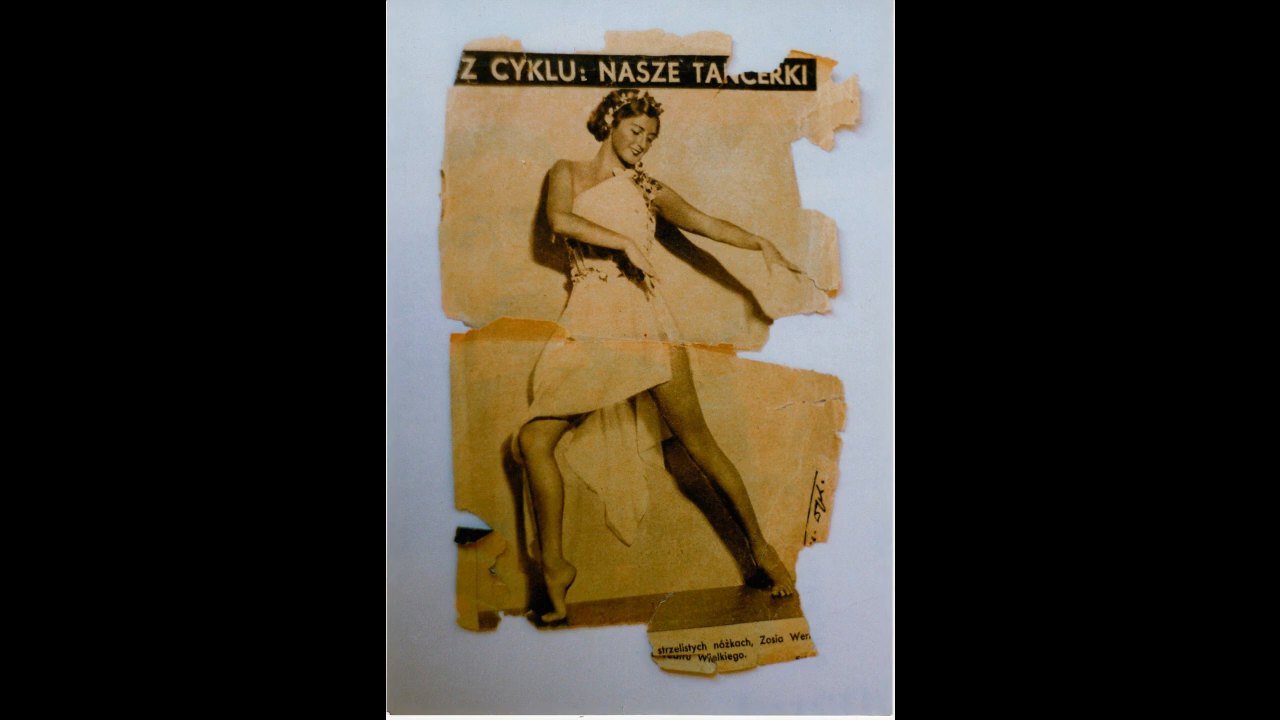 Z CYKLU: NASZE TANCERKI
strzelistych nóżkach, Zosia Wer
Wielkiego.